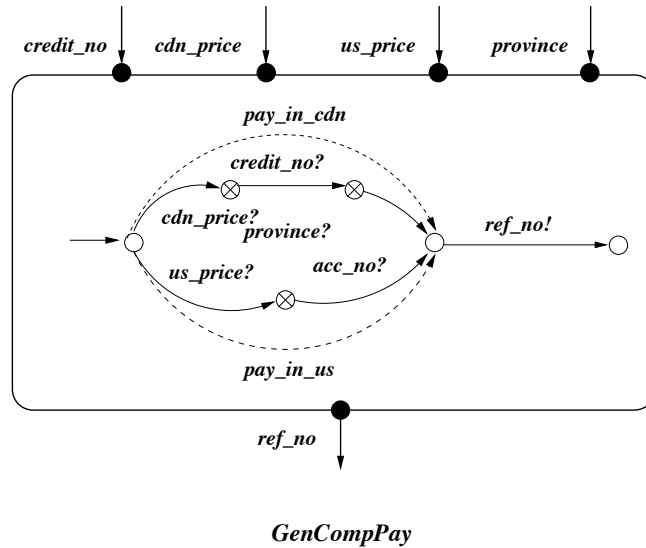 credit_no cdn_price us_price province
pay_in_cdn
credit_no?
cdn_price?
province?
ref_no!
us_price? acc_no?
pay_in_us
ref_no
GenCompPay